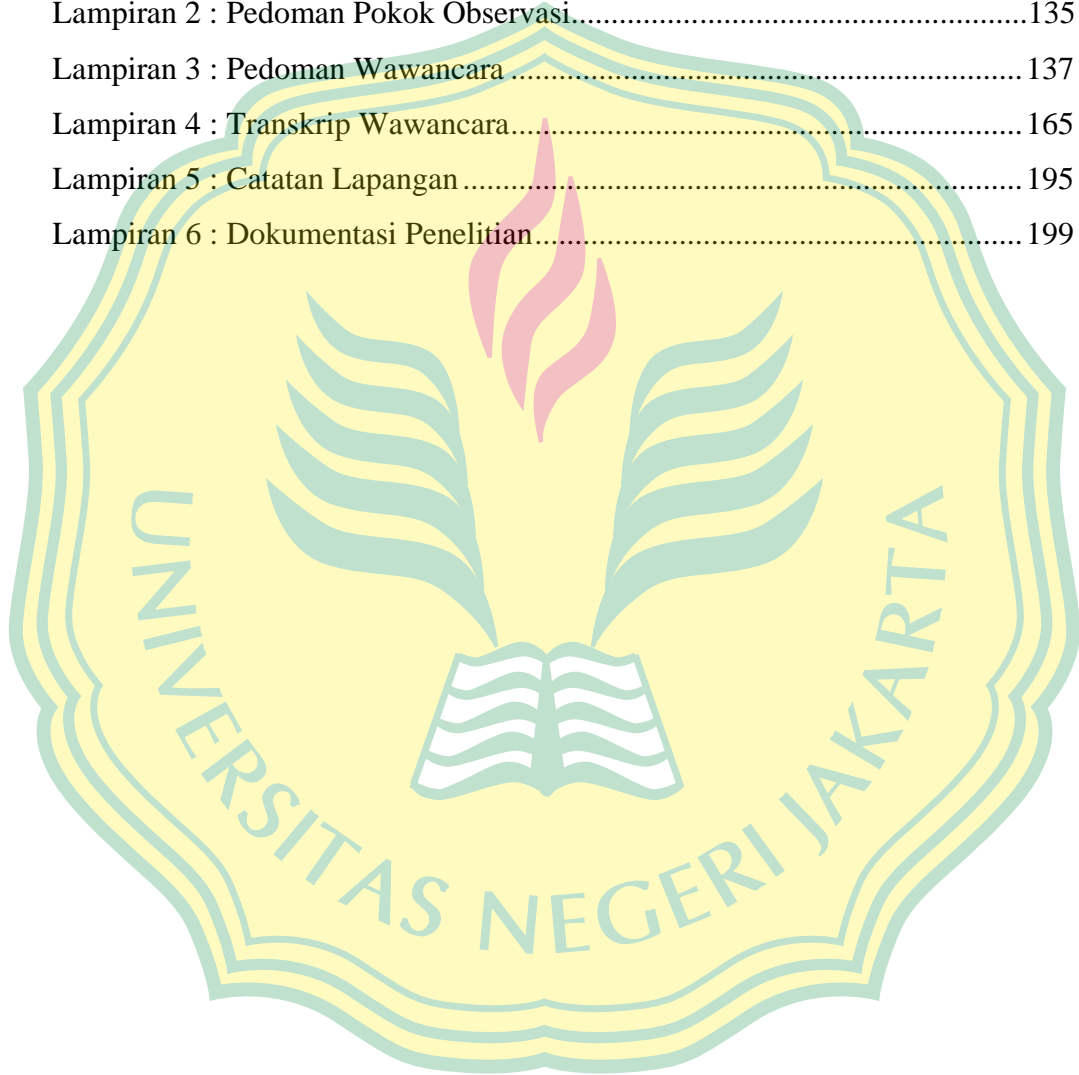 Lampiran 2 : Pedoman Pokok Observasi.........................................................135
Lampiran 3 : Pedoman Wawancara ................................................................ 137
Lampiran 4 : Transkrip Wawancara................................................................ 165
Lampiran 5 : Catatan Lapangan ...................................................................... 195
Lampiran 6 : Dokumentasi Penelitian............................................................. 199
UNIVERSITAS NEGERI JAKARTA